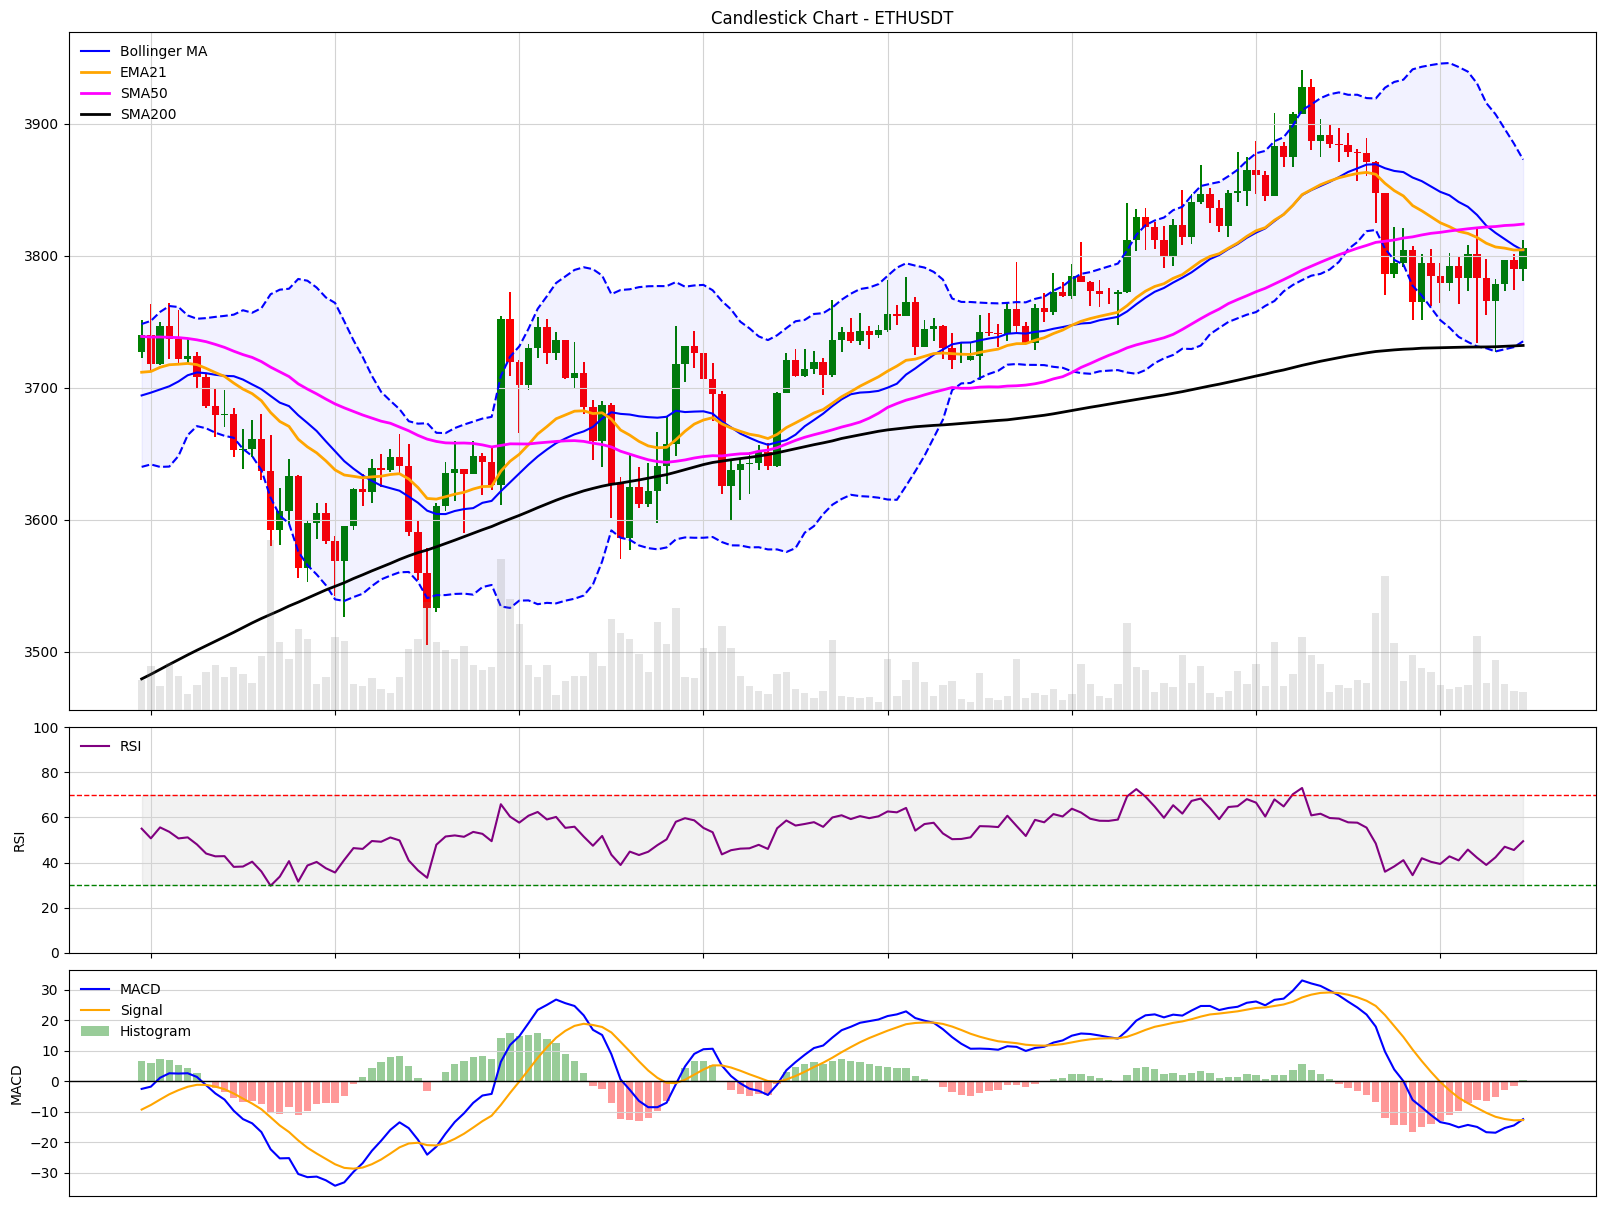 Candlestick Chart - ETHUSDT
Bollinger MA
EMA21
SMA50
SMA200
3900
3800
3700
3600
3500
RSI
100
80
60
40
20
0
RSI
MACD
Signal
Histogram
30
20
10
0
−10
−20
−30
MACD